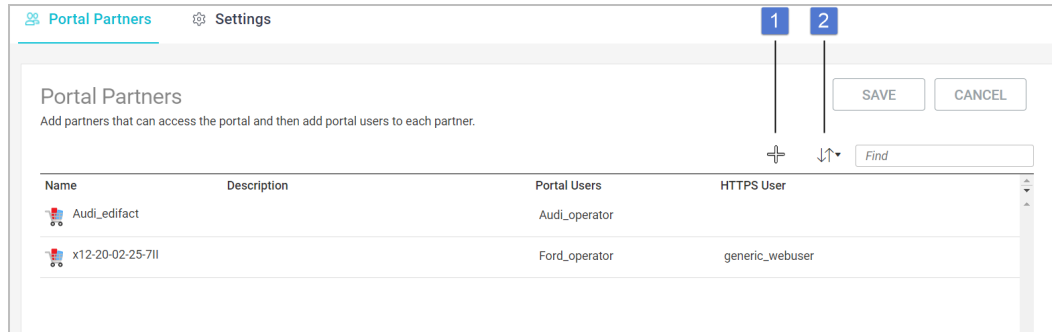 Portal Partners
Settings
1
2
Portal Partners
SAVE
CANCEL
Add partners that can access the portal and then add portal users to each partner.
Find
Name Description Portal Users HTTPS User
Audi_edifact Audi_operator
x12-20-02-25-7II Ford_operator generic_webuser